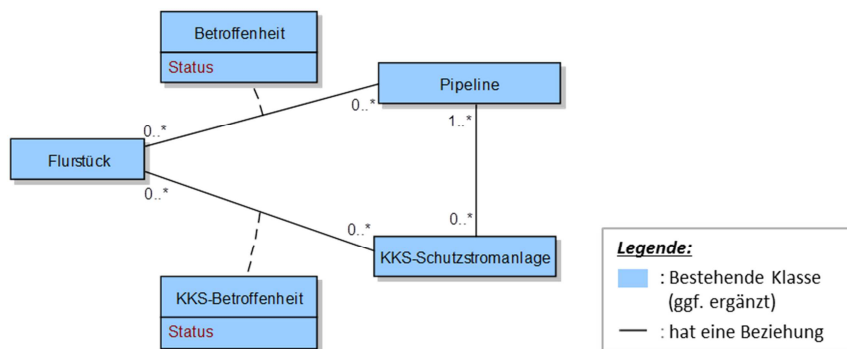 Betroffenheit
Status
Pipeline
0..*
1..*
0..*
Flurstück
0..*
0..*
0..*
KKS-Schutzstromanlage
KKS-Betroffenheit
Status
Legende:
: Bestehende Klasse
(ggf. ergänzt)
: hat eine Beziehung